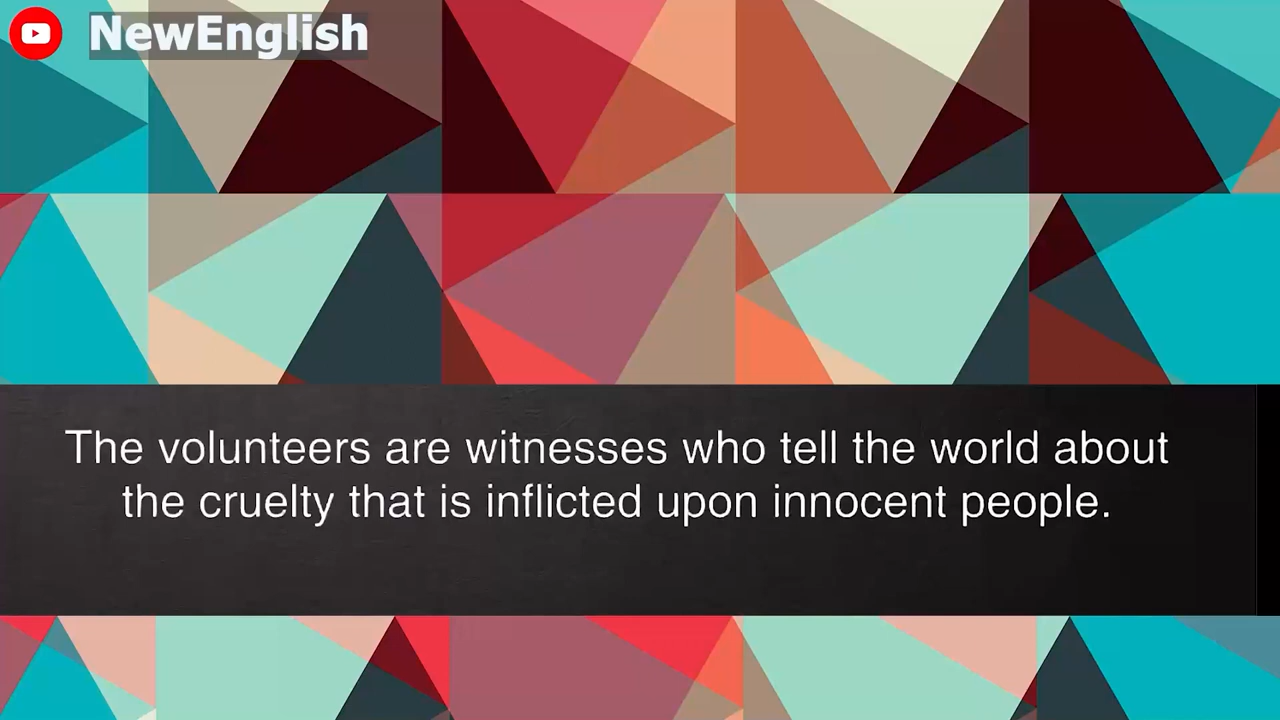 NewEnglish
The volunteers are witnesses who tell the world about
the cruelty that is inflicted upon innocent people.